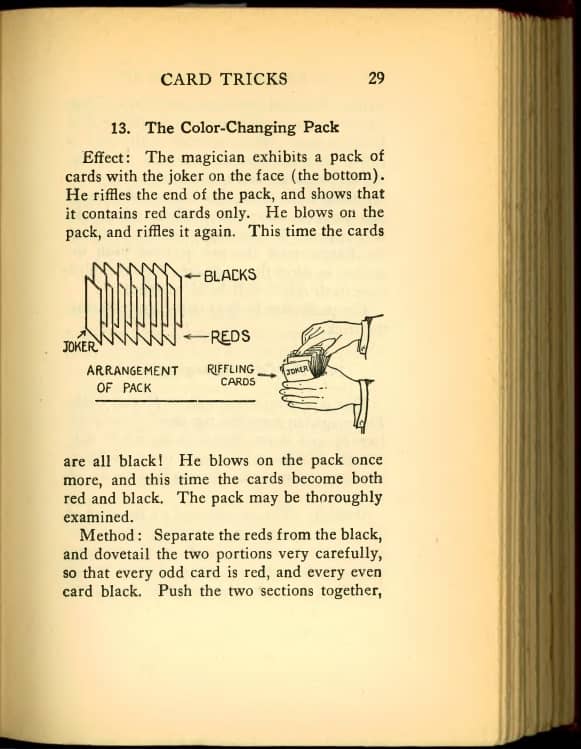 CARD TRICKS 29
13. The Color-Changing Pack
Effect: The magician exhibits a pack of
cards with the joker on the face (the bottom).
He riffles the end of the pack, and shows that
it contains red cards only. He blows on the
pack, and riffles it again. This time the cards
BLACKS
REDS
JOKER
ARRANGEMENT
OF PACK
RIFFLING
CARDS
JOKER
are all black! He blows on the pack once
more, and this time the cards become both
red and black. The pack may be thoroughly
examined.
Method: Separate the reds from the black,
and dovetail the two portions very carefully,
so that every odd card is red, and every even
card black. Push the two sections together,